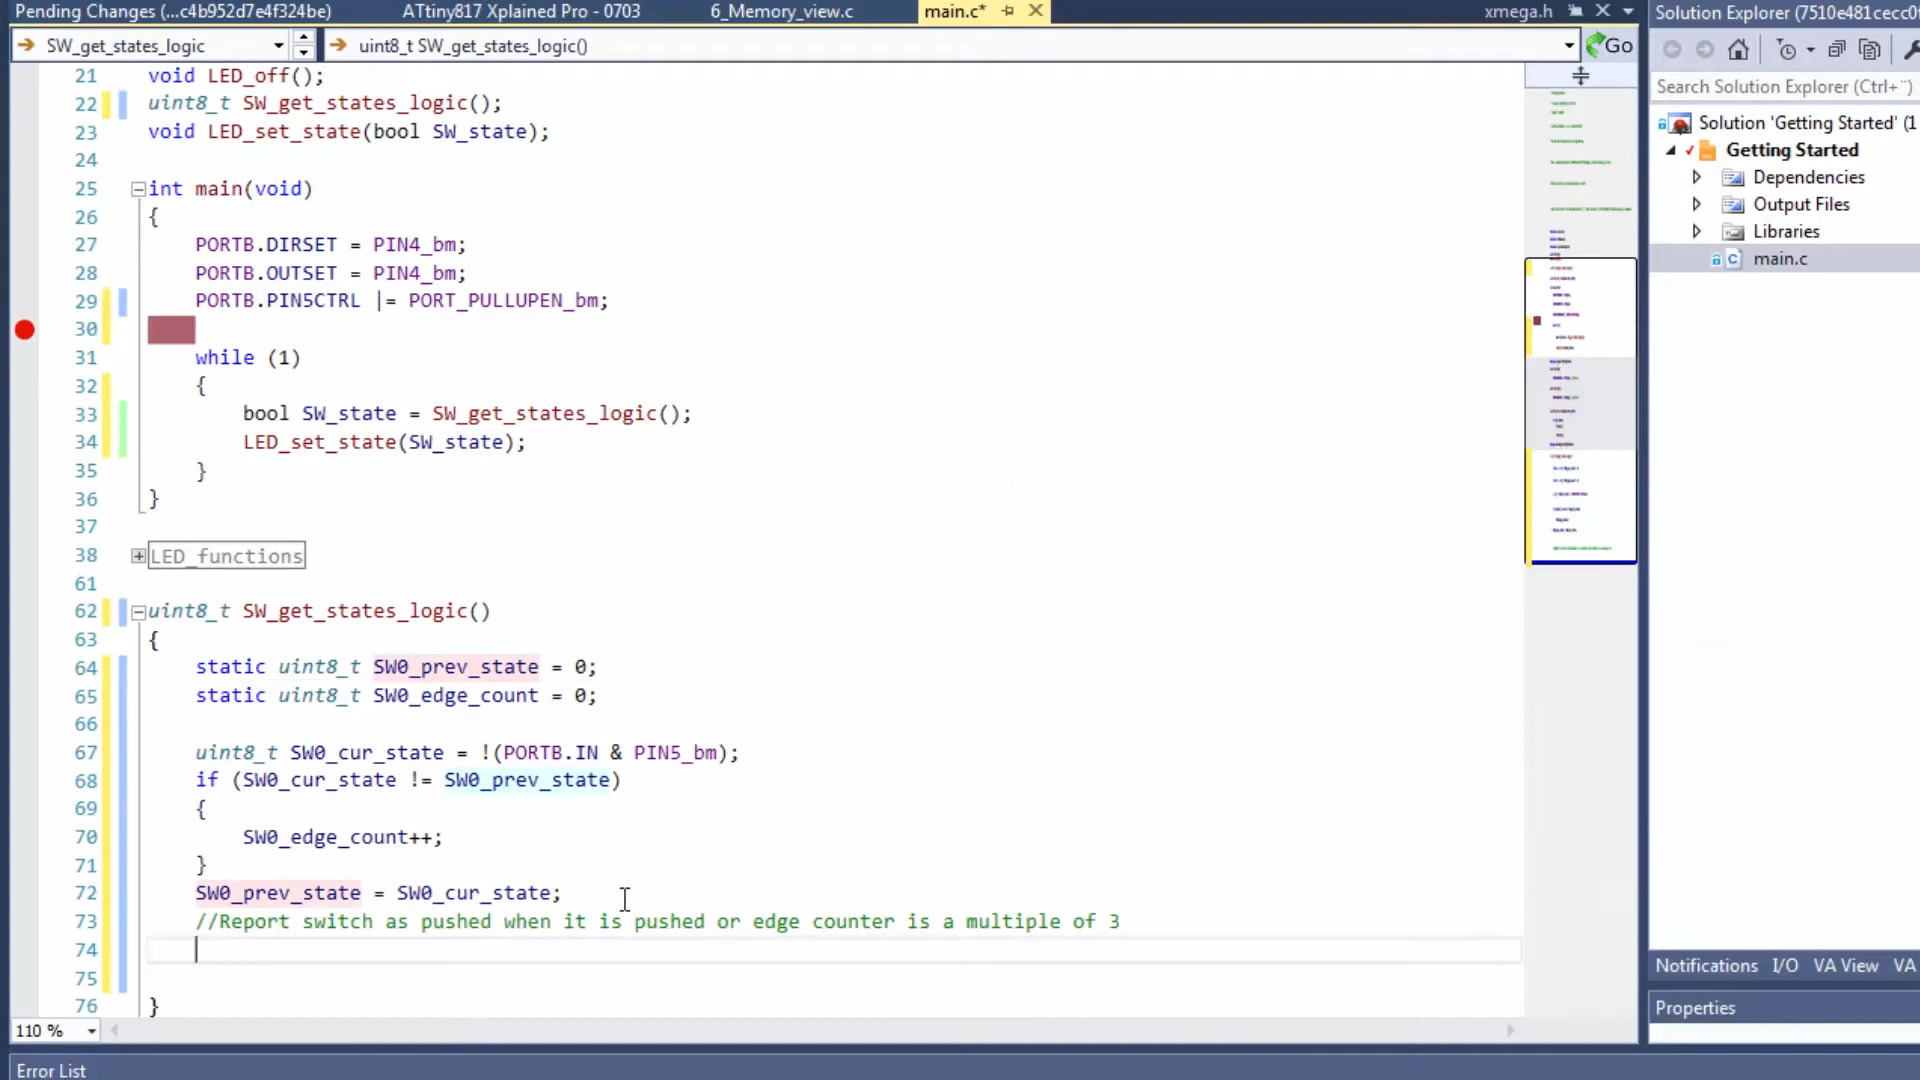 Pending Changes (...c4b952d7e4f324be) ATtiny817 Xplained Pro - 0703 6_Memory_view.c main.c* xmega.h
SW_get_states_logic uint8_t SW_get_states_logic() Go
21 void LED_off();
22 uint8_t SW_get_states_logic();
23 void LED_set_state(bool SW_state);
24
25 int main(void)
26 {
27 PORTB.DIRSET = PIN4_bm;
28 PORTB.OUTSET = PIN4_bm;
29 PORTB.PIN5CTRL |= PORT_PULLUPEN_bm;
30
31 while (1)
32 {
33 bool SW_state = SW_get_states_logic();
34 LED_set_state(SW_state);
35 }
36 }
37
38 LED_functions
61
62 uint8_t SW_get_states_logic()
63 {
64 static uint8_t SW0_prev_state = 0;
65 static uint8_t SW0_edge_count = 0;
66
67 uint8_t SW0_cur_state = !(PORTB.IN & PIN5_bm);
68 if (SW0_cur_state != SW0_prev_state)
69 {
70 SW0_edge_count++;
71 }
72 SW0_prev_state = SW0_cur_state;
73 //Report switch as pushed when it is pushed or edge counter is a multiple of 3
74
75
76 }
110 %
Error List
Solution Explorer (7510e481cecc0f
Search Solution Explorer (Ctrl+¨)
Solution 'Getting Started' (1
Getting Started
Dependencies
Output Files
Libraries
main.c
Notifications I/O VA View VA
Properties